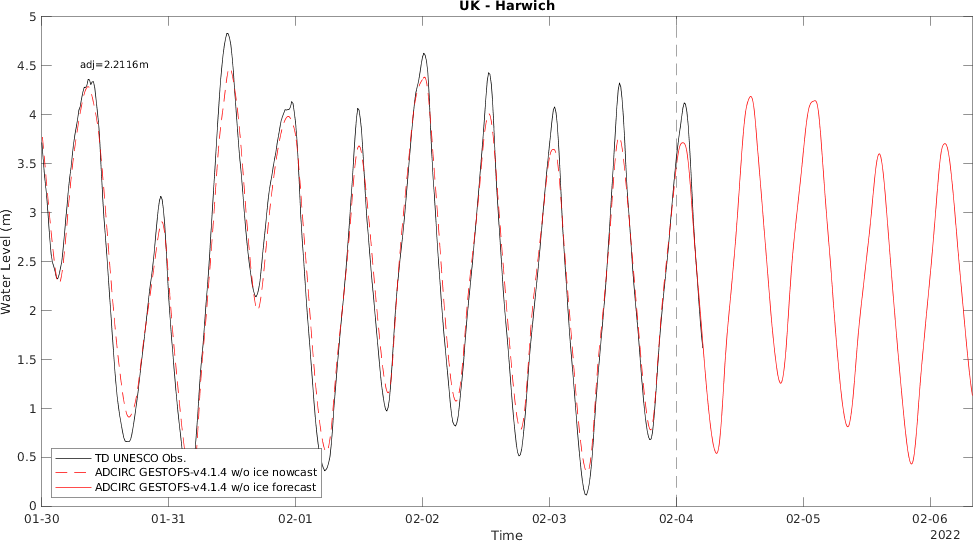 UK - Harwich
adj=2.2116m
Water Level (m)
5
4.5
4
3.5
3
2.5
2
1.5
1
0.5
0
TD UNESCO Obs.
ADCIRC GESTOFS-v4.1.4 w/o ice nowcast
ADCIRC GESTOFS-v4.1.4 w/o ice forecast
01-30 01-31 02-01 02-02 02-03 02-04 02-05 02-06
Time
2022